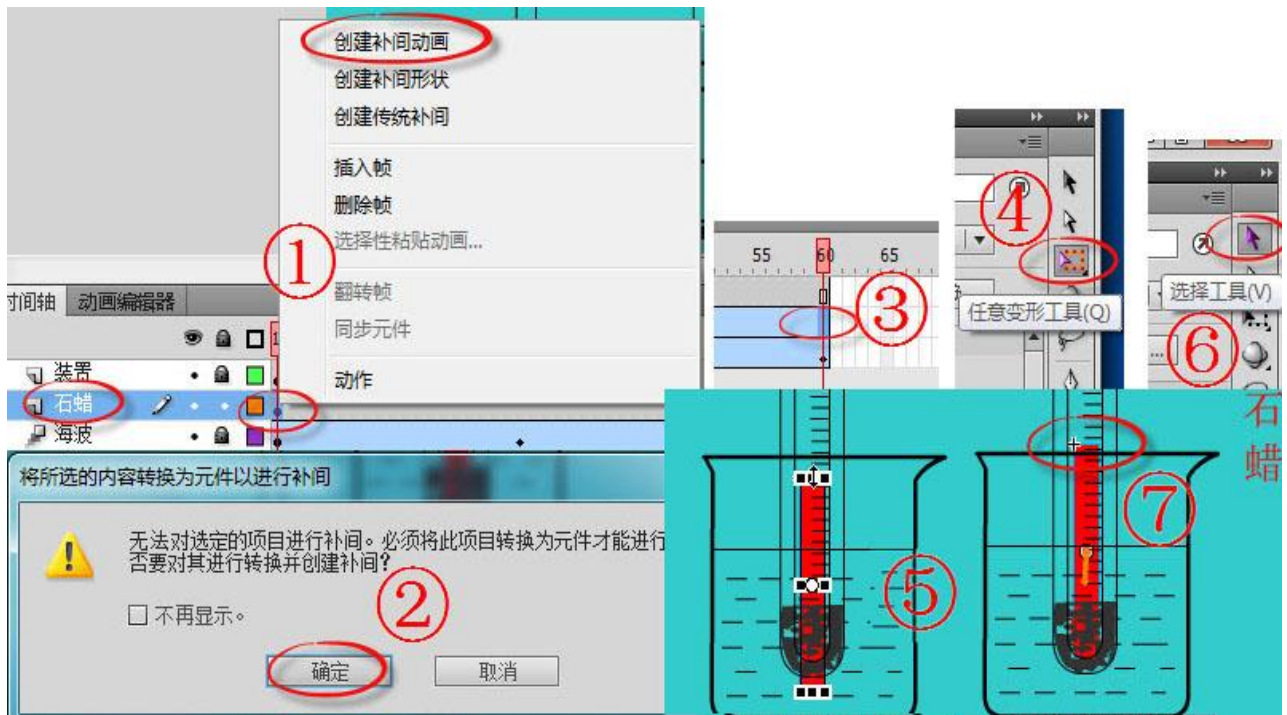 创建补间动画
创建补间形状
创建传统补间
插入帧
删除帧
选择性粘贴动画...
翻转帧
同步元件
动作
①
时间轴 动画编辑器
1
装置
石蜡
海波
将所选的内容转换为元件以进行补间
无法对选定的项目进行补间。必须将此项目转换为元件才能进行
否要对其进行转换并创建补间?
不再显示。
②
确定 取消
55 60 65
③
④
任意变形工具(Q)
选择工具(V)
⑥
⑤
⑦
石
蜡